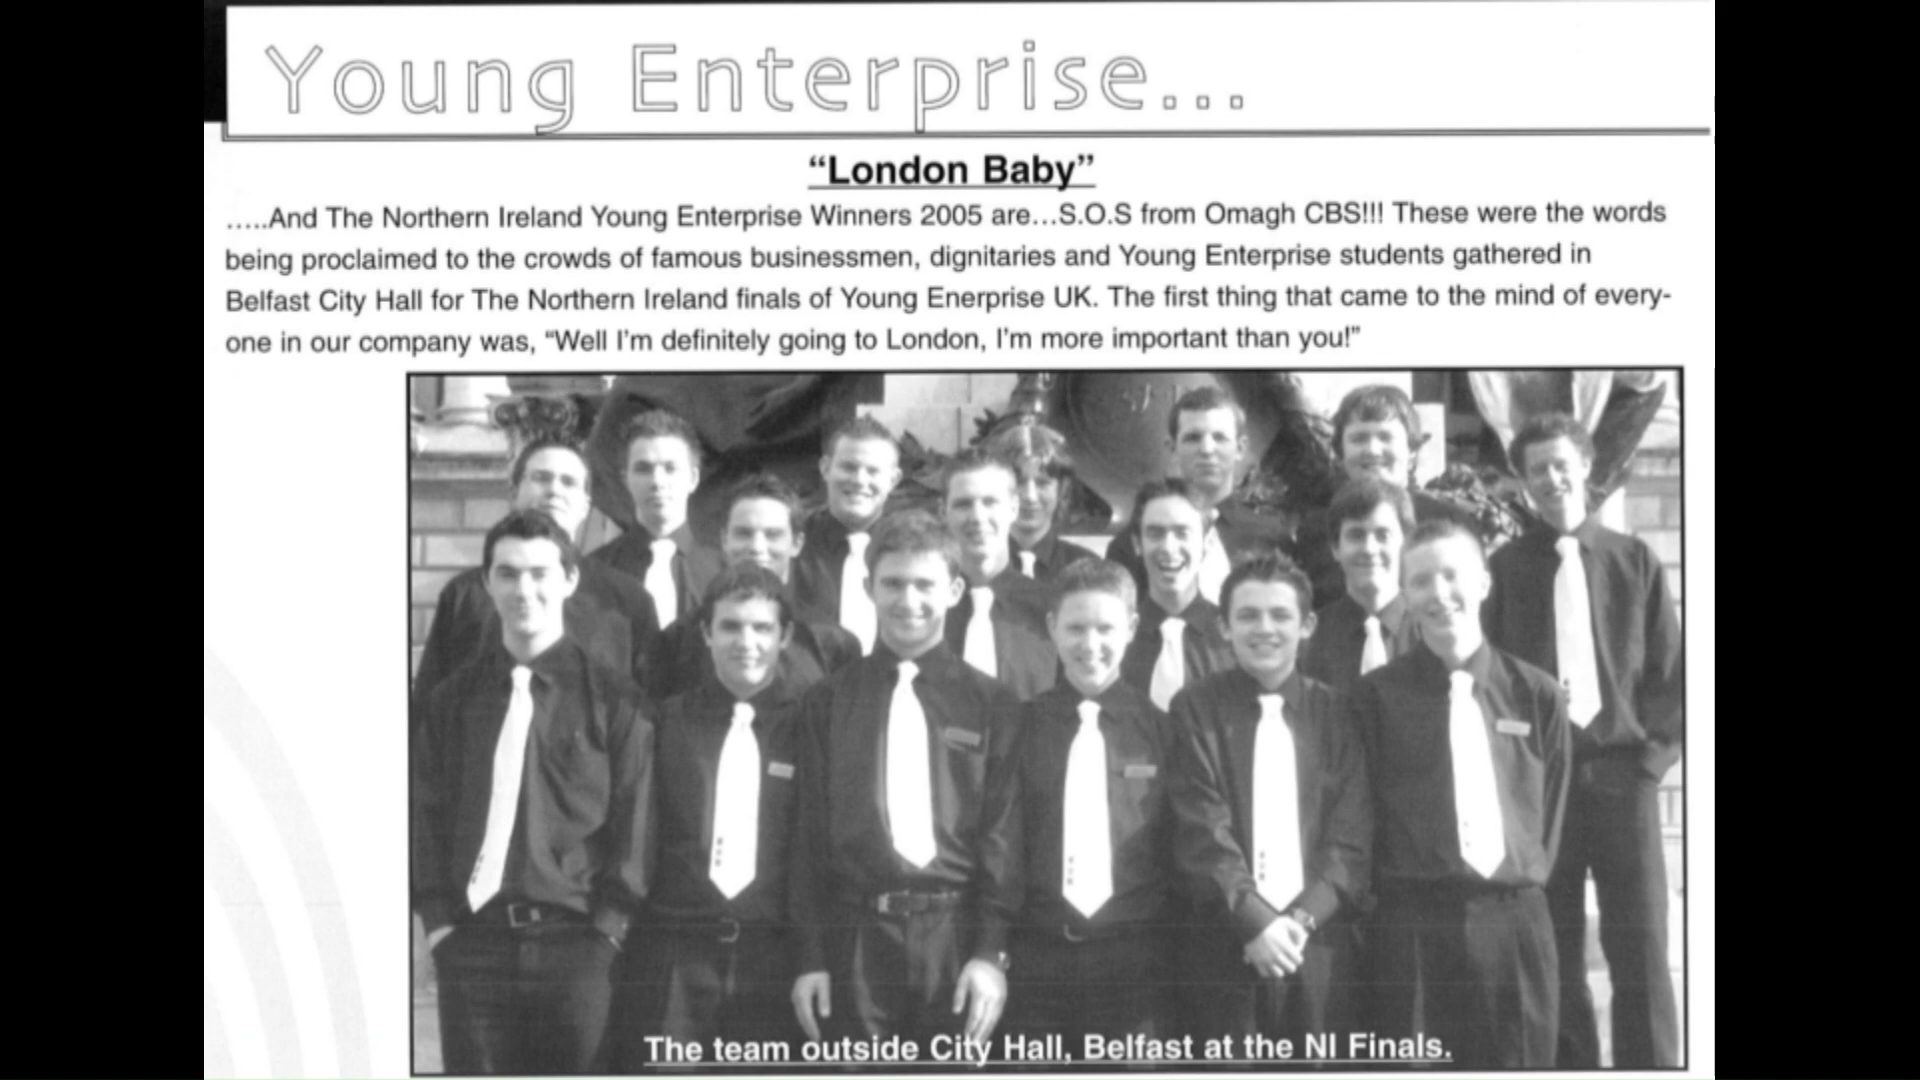 Young Enterprise...
“London Baby”
.....And The Northern Ireland Young Enterprise Winners 2005 are...S.O.S from Omagh CBS!!! These were the words
being proclaimed to the crowds of famous businessmen, dignitaries and Young Enterprise students gathered in
Belfast City Hall for The Northern Ireland finals of Young Enerprise UK. The first thing that came to the mind of every-
one in our company was, “Well I’m definitely going to London, I’m more important than you!”
The team outside City Hall, Belfast at the NI Finals.